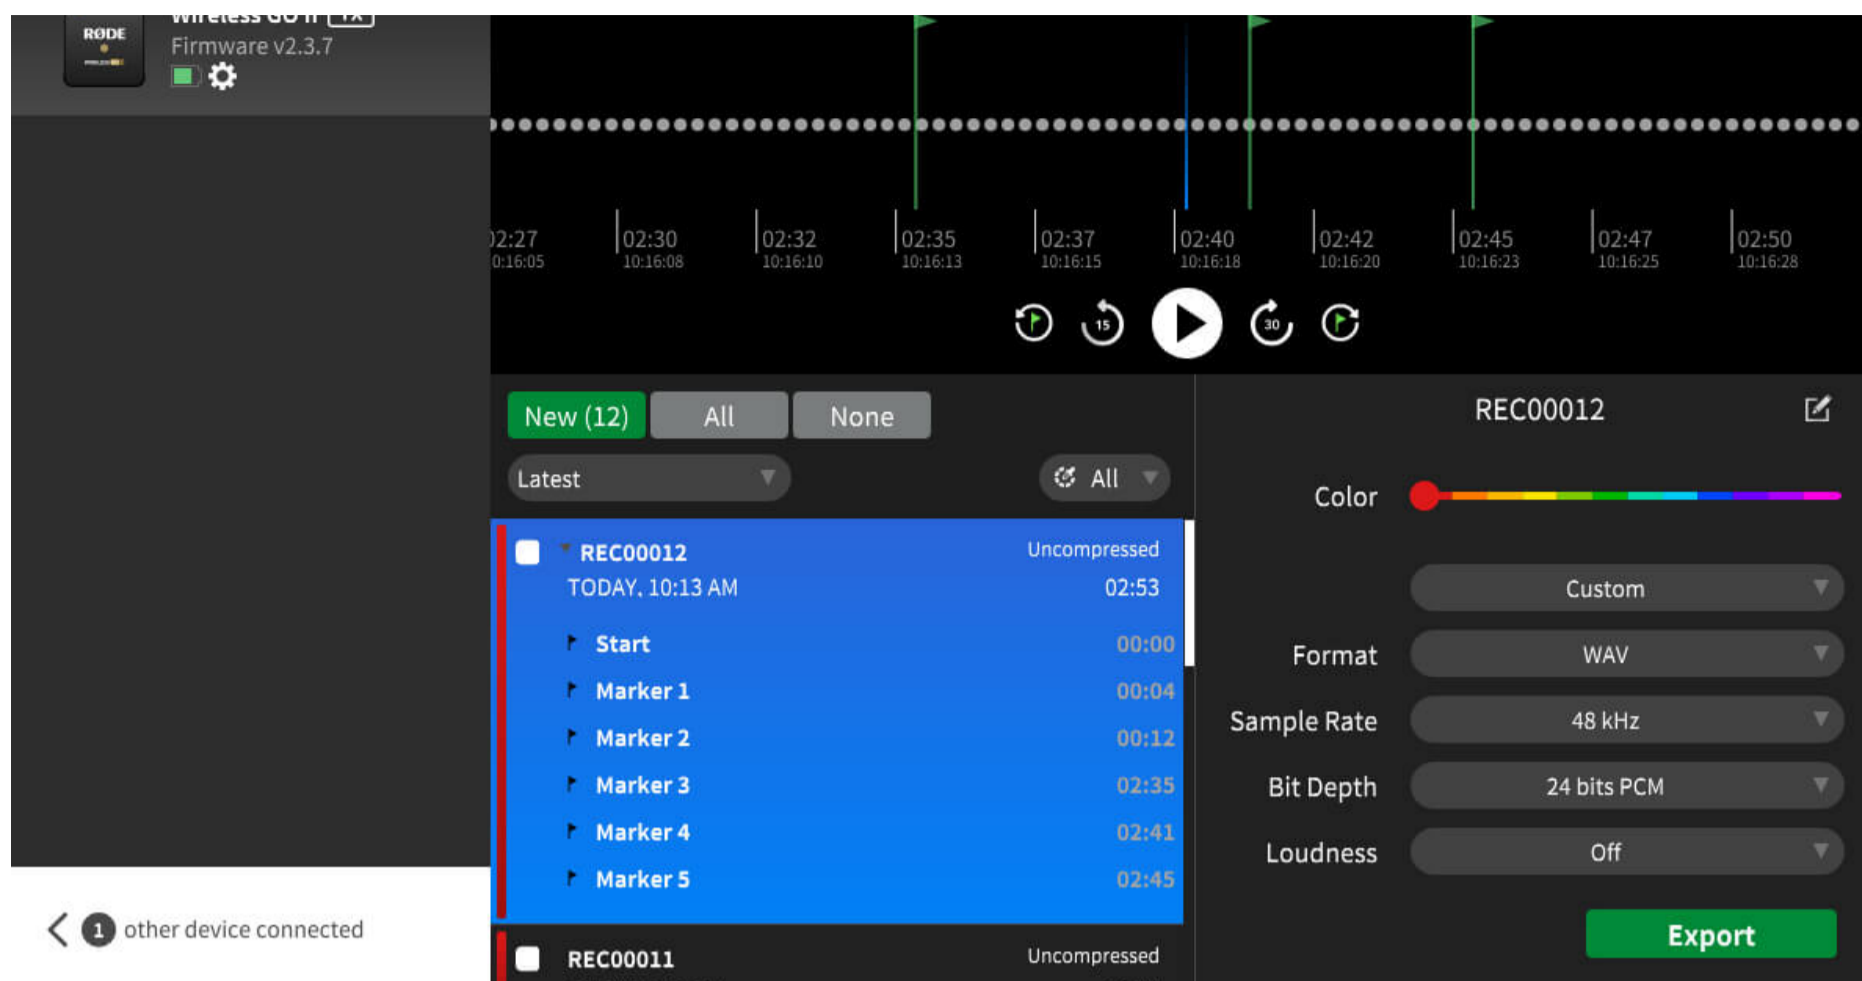 Wireless GO II TX
RØDE
Firmware v2.3.7
02:27 02:30 02:32 02:35 02:37 02:40 02:42 02:45 02:47 02:50
0:16:05 10:16:08 10:16:10 10:16:13 10:16:15 10:16:18 10:16:20 10:16:23 10:16:25 10:16:28
15 30
New (12) All None
Latest All
REC00012 Uncompressed
TODAY, 10:13 AM 02:53
Start 00:00
Marker 1 00:04
Marker 2 00:12
Marker 3 02:35
Marker 4 02:41
Marker 5 02:45
REC00011 Uncompressed
REC00012
Color
Custom
Format WAV
Sample Rate 48 kHz
Bit Depth 24 bits PCM
Loudness Off
Export
1 other device connected